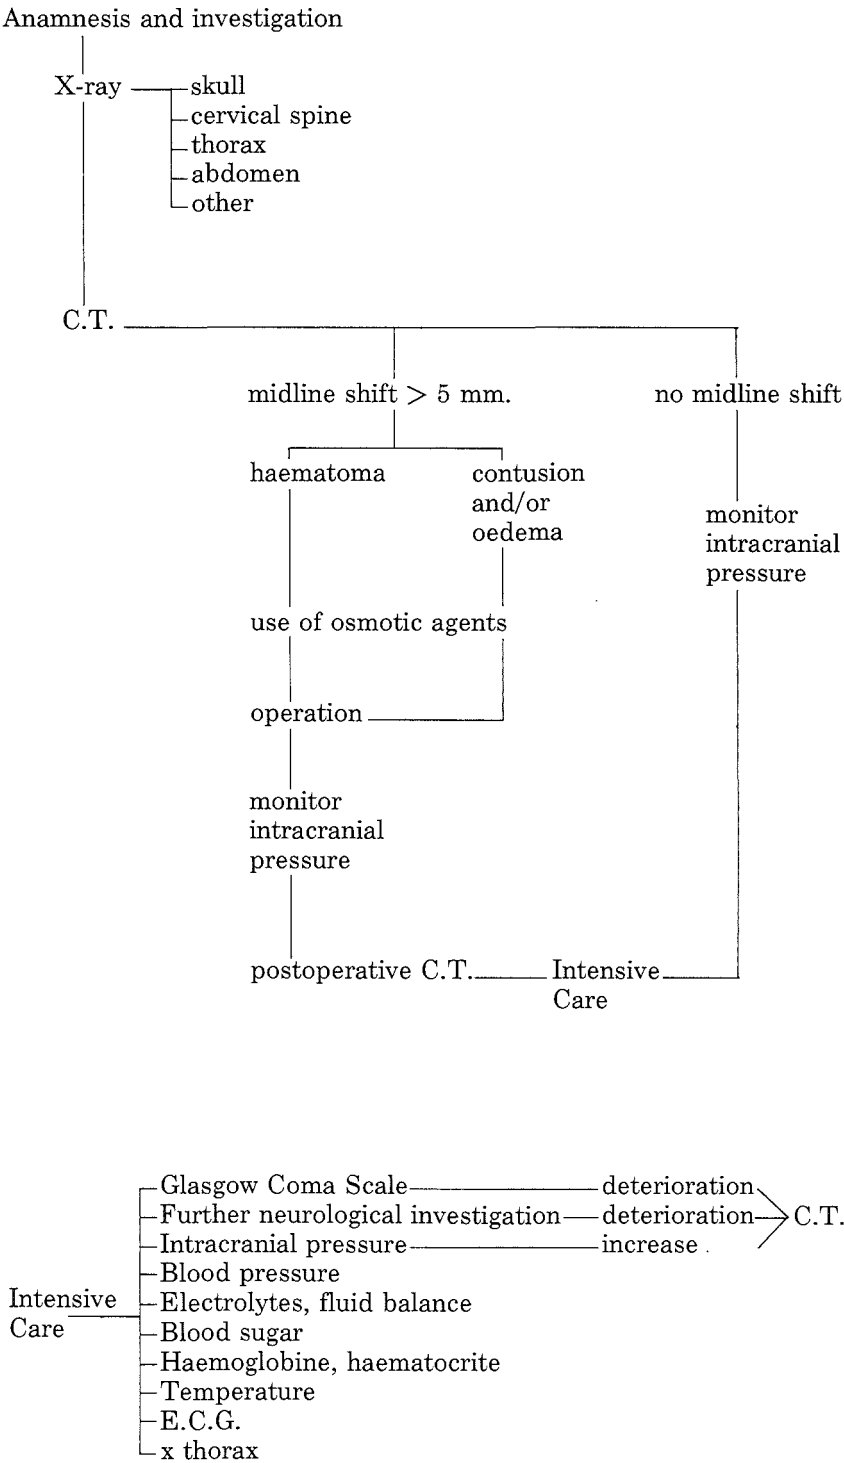 Anamnesis and investigation
X-ray
skull
cervical spine
thorax
abdomen
other
C.T.
midline shift > 5 mm.
no midline shift
haematoma
contusion
and/or
oedema
monitor
intracranial
pressure
use of osmotic agents
operation
monitor
intracranial
pressure
postoperative C.T.
Intensive
Care
Glasgow Coma Scale
deterioration
Further neurological investigation
deterioration
C.T.
Intracranial pressure
increase
Blood pressure
Intensive
Care
Electrolytes, fluid balance
Blood sugar
Haemoglobine, haematocrite
Temperature
E.C.G.
x thorax